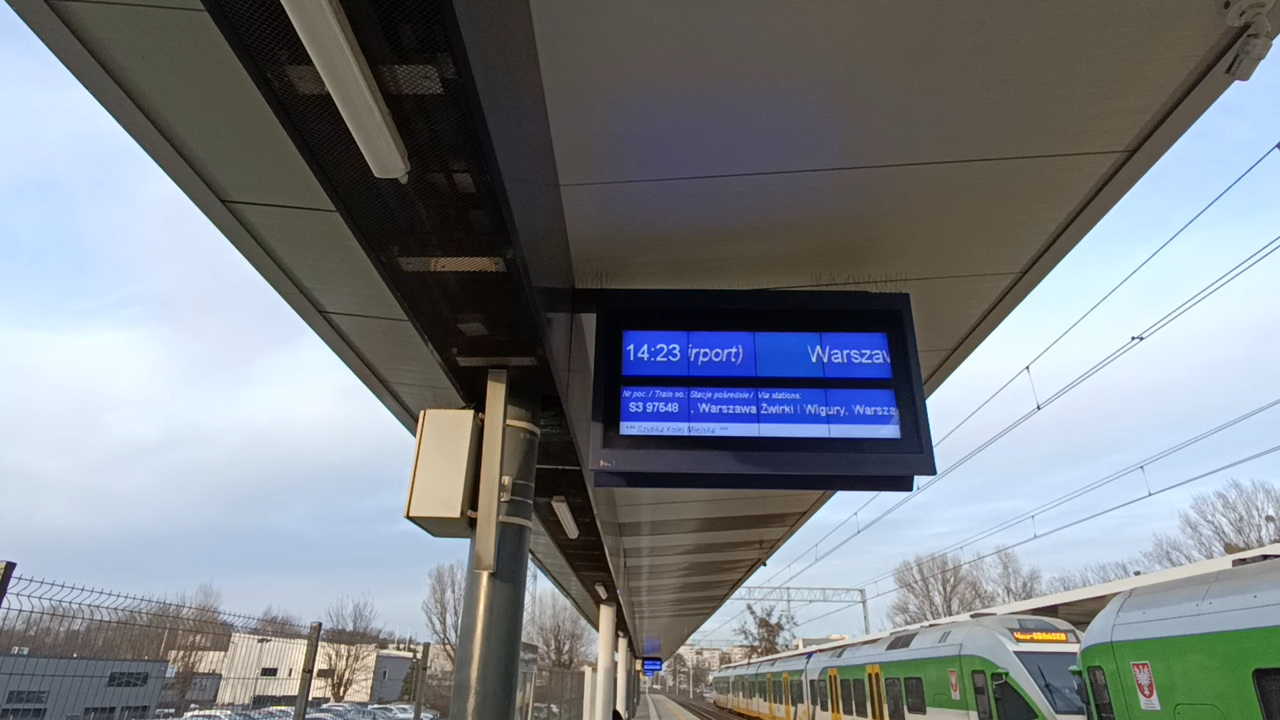 14:23 irport) Warszaw
Nr poc. / Train no.: Stacje pośrednie / Via stations:
S3 97548 , Warszawa Żwirki i Wigury, Warsza
*** Szybka Kolej Miejska ***